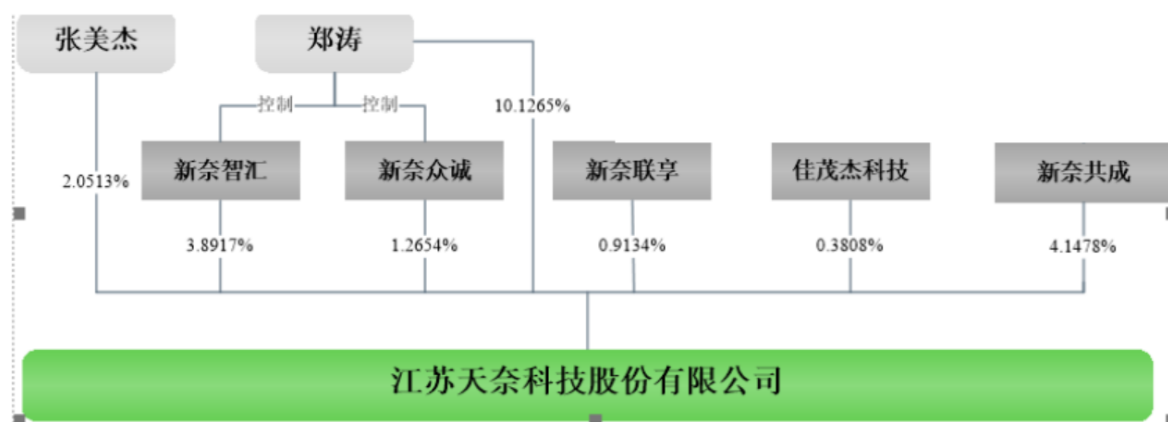 张美杰
郑涛
控制
控制
10.1265%
新奈智汇
新奈众诚
新奈联享
佳茂杰科技
新奈共成
2.0513%
3.8917%
1.2654%
0.9134%
0.3808%
4.1478%
江苏天奈科技股份有限公司